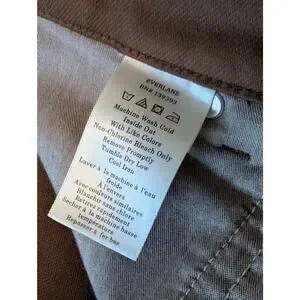 EVERLANE
RN# 139303
Machine Wash Cold
Inside Out
With Like Colors
Non-Chlorine Bleach Only
Remove Promptly
Tumble Dry Low
Cool Iron
Laver à la machine à l'eau
froide
À l'envers
Avec couleurs similaires
Blanchir sans chlore
Retirez rapidement
Sécher à la machine basse
température
Repasser à fer bas